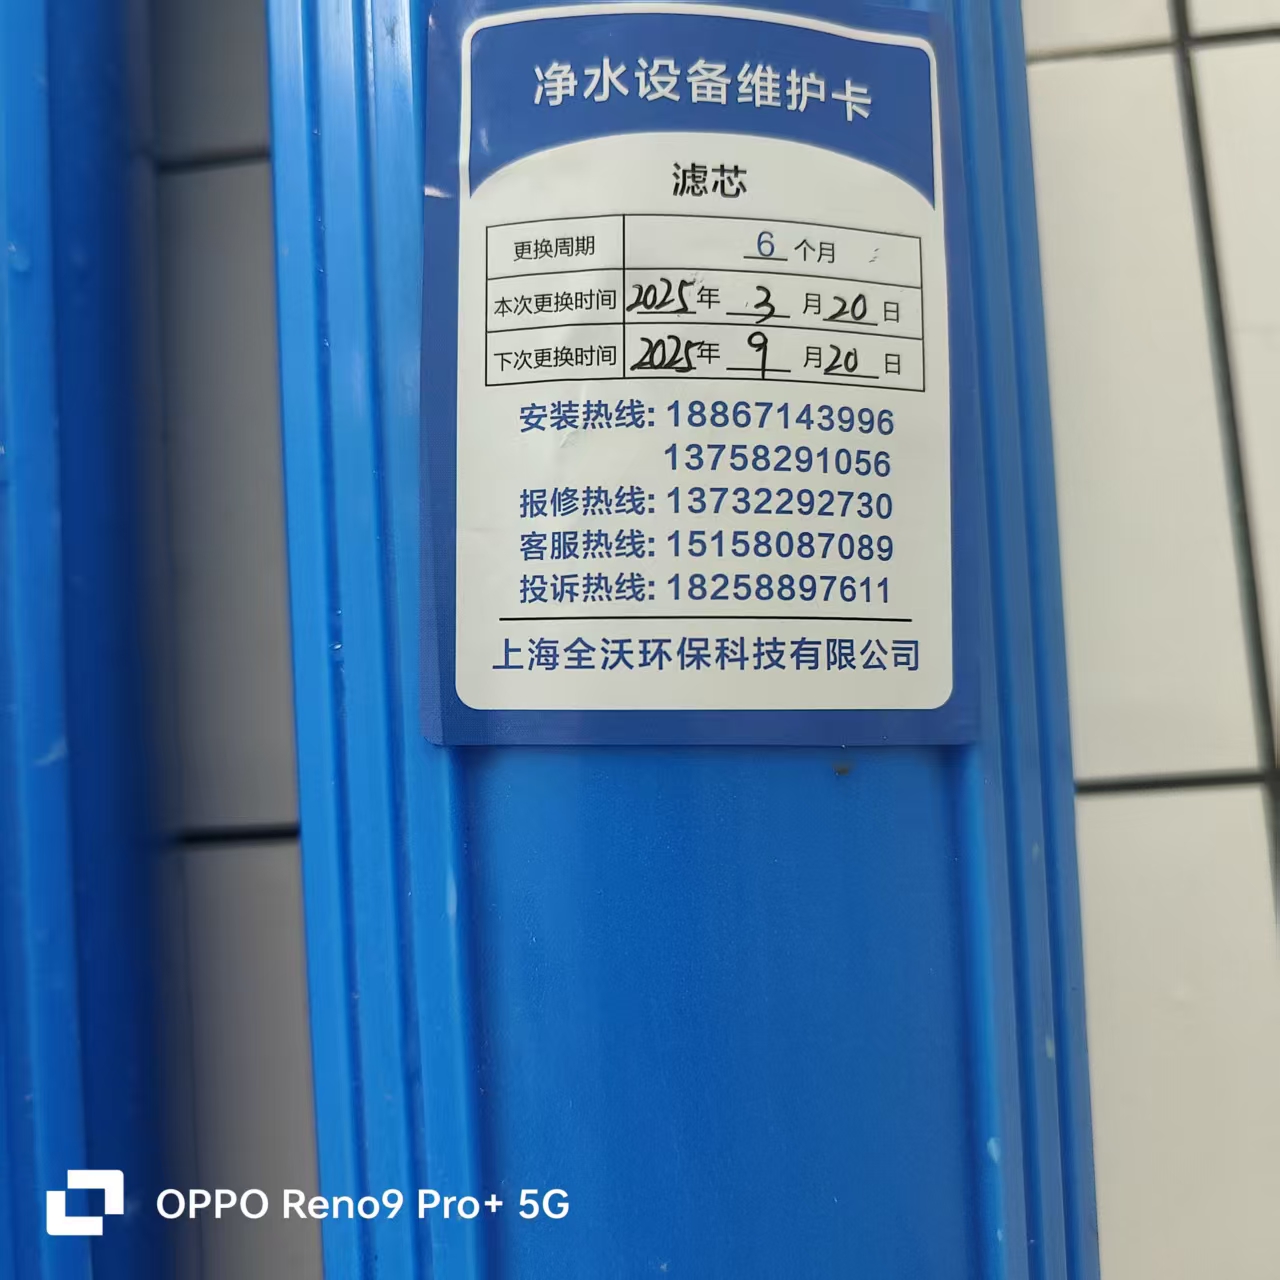 净水设备维护卡
滤芯
更换周期 6 个月
本次更换时间 2025年 3 月20日
下次更换时间 2025年 9 月20日
安装热线: 18867143996
13758291056
报修热线: 13732292730
客服热线: 15158087089
投诉热线: 18258897611
上海全沃环保科技有限公司
OPPO Reno9 Pro+ 5G